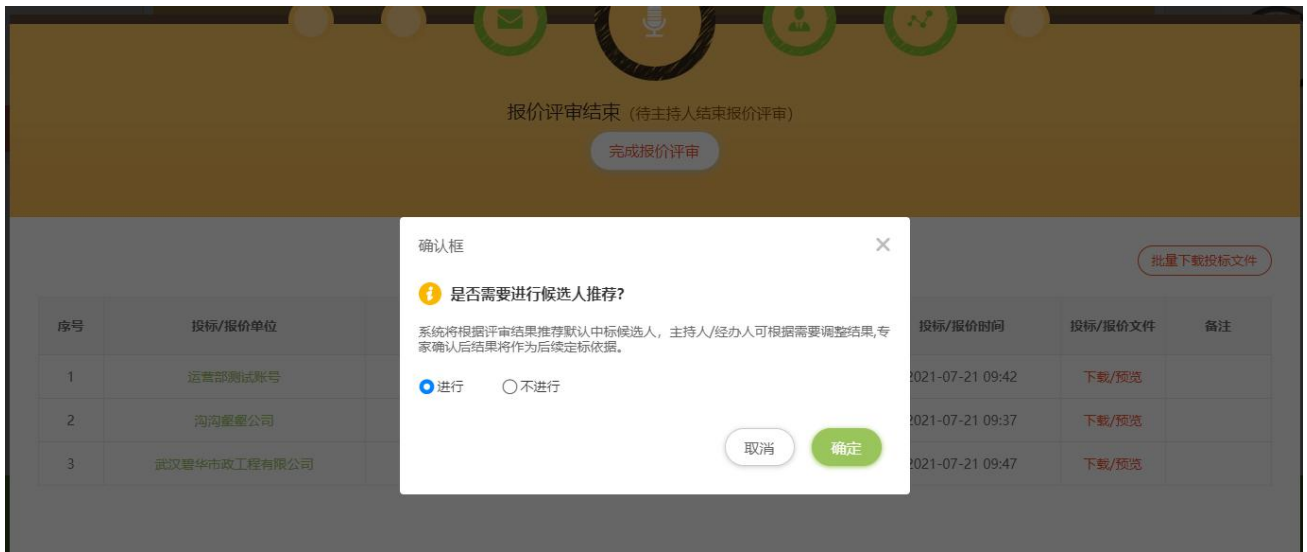 报价评审结束（待主持人结束报价评审）
完成报价评审
批量下载投标文件
确认框
是否需要进行候选人推荐?
系统将根据评审结果推荐默认中标候选人，主持人/经办人可根据需要调整结果,专
家确认后结果将作为后续定标依据。
进行 不进行
取消 确定
序号 投标/报价单位 投标/报价时间 投标/报价文件 备注
1 运营部测试账号 2021-07-21 09:42 下载/预览
2 沟沟壑壑公司 2021-07-21 09:37 下载/预览
3 武汉碧华市政工程有限公司 2021-07-21 09:47 下载/预览